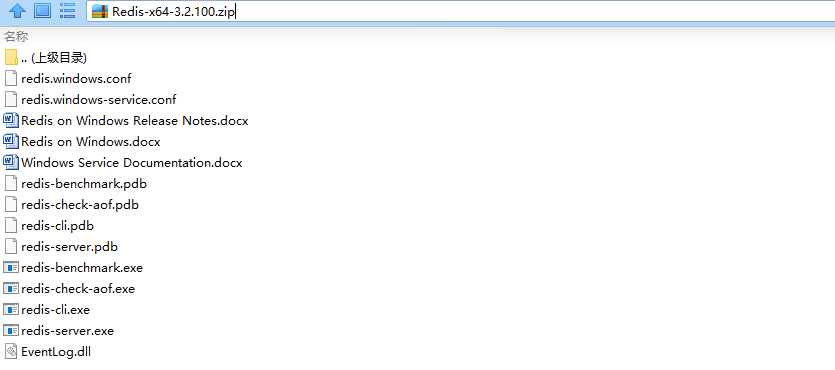 Redis-x64-3.2.100.zip
名称
.. (上级目录)
redis.windows.conf
redis.windows-service.conf
Redis on Windows Release Notes.docx
Redis on Windows.docx
Windows Service Documentation.docx
redis-benchmark.pdb
redis-check-aof.pdb
redis-cli.pdb
redis-server.pdb
redis-benchmark.exe
redis-check-aof.exe
redis-cli.exe
redis-server.exe
EventLog.dll